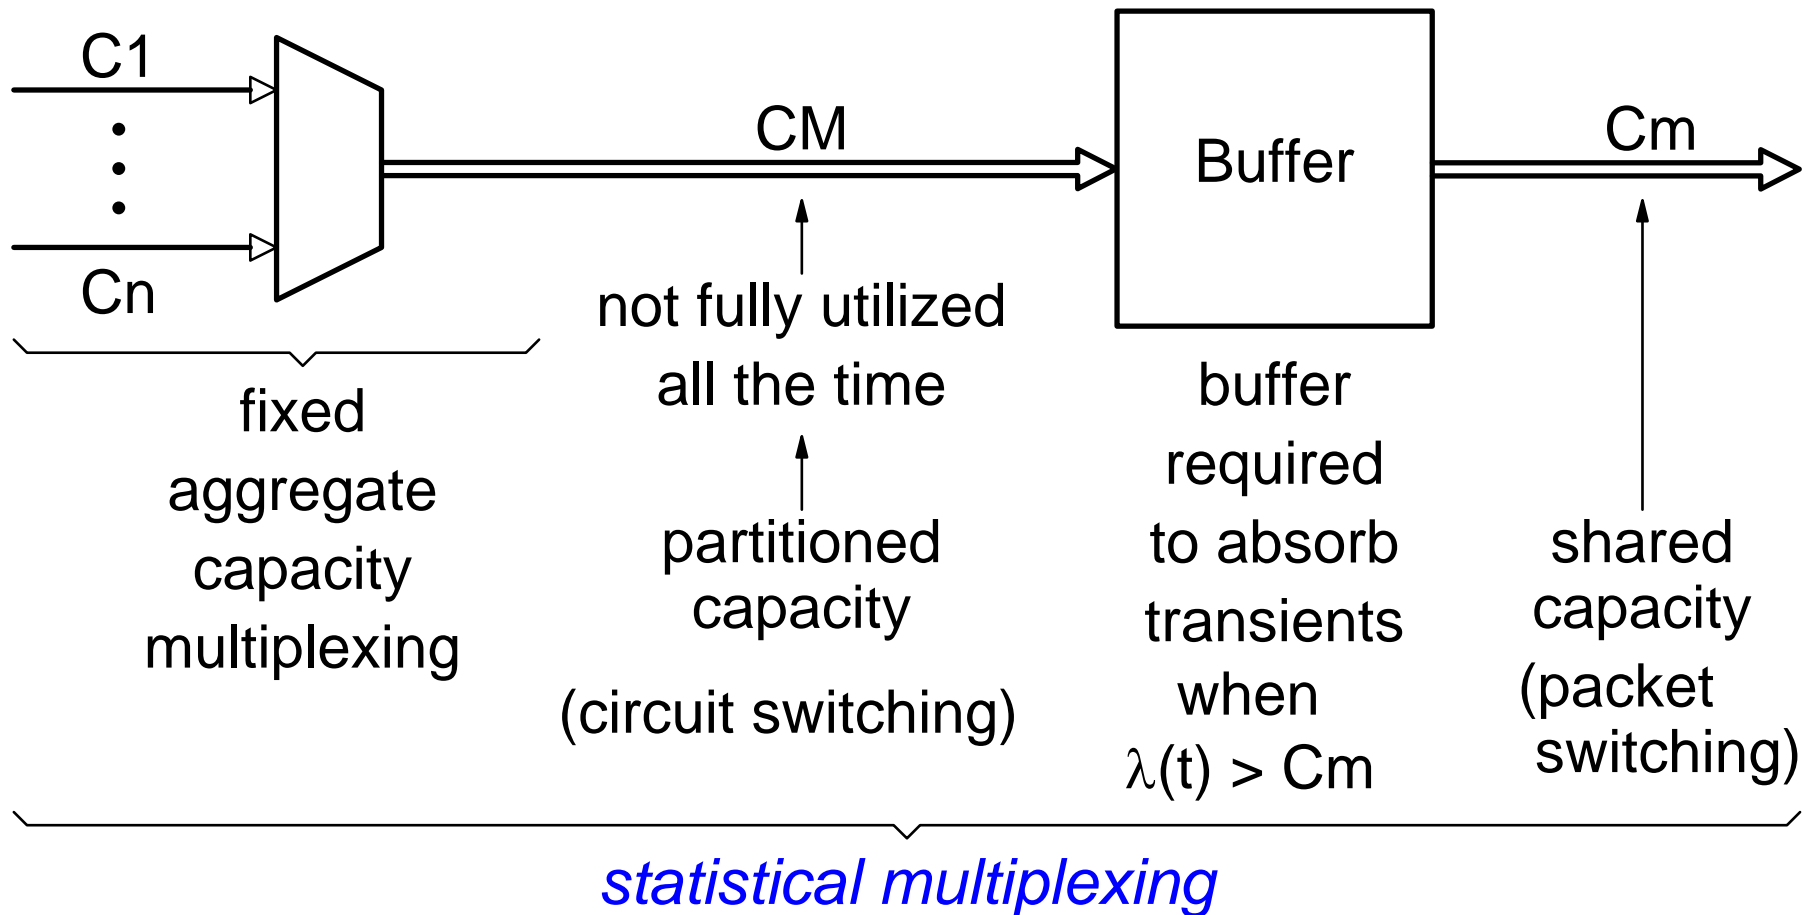 C1
Cn
CM
Buffer
Cm
fixed
aggregate
capacity
multiplexing
not fully utilized
all the time
partitioned
capacity
(circuit switching)
buffer
required
to absorb
transients
when
λ(t) > Cm
shared
capacity
(packet
switching)
statistical multiplexing